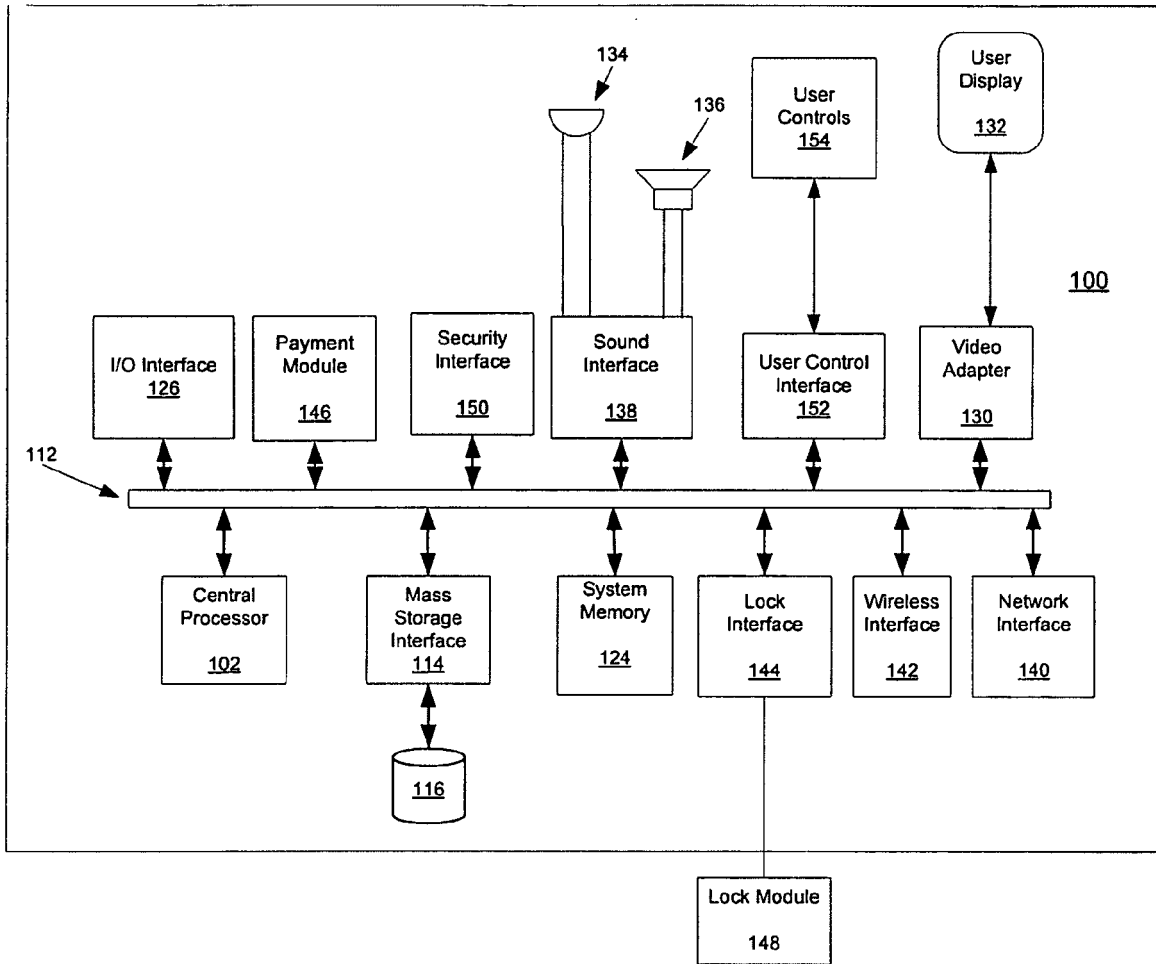 134
136
User
Controls
154
User
Display
132
100
I/O Interface
126
Payment
Module
146
Security
Interface
150
Sound
Interface
138
User Control
Interface
152
Video
Adapter
130
112
Central
Processor
102
Mass
Storage
Interface
114
System
Memory
124
Lock
Interface
144
Wireless
Interface
142
Network
Interface
140
116
Lock Module
148